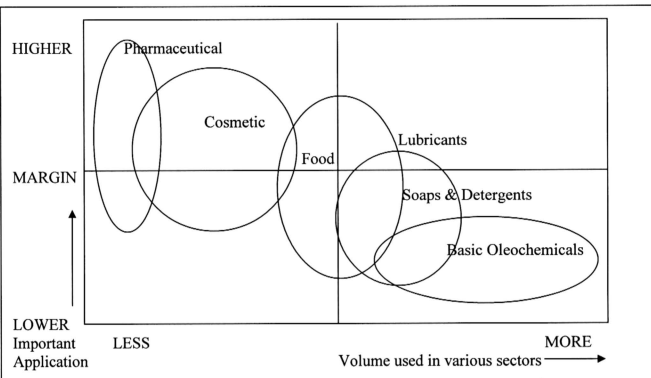 HIGHER
Pharmaceutical
Cosmetic
Lubricants
Food
MARGIN
Soaps & Detergents
Basic Oleochemicals
LOWER
Important
Application
LESS
MORE
Volume used in various sectors